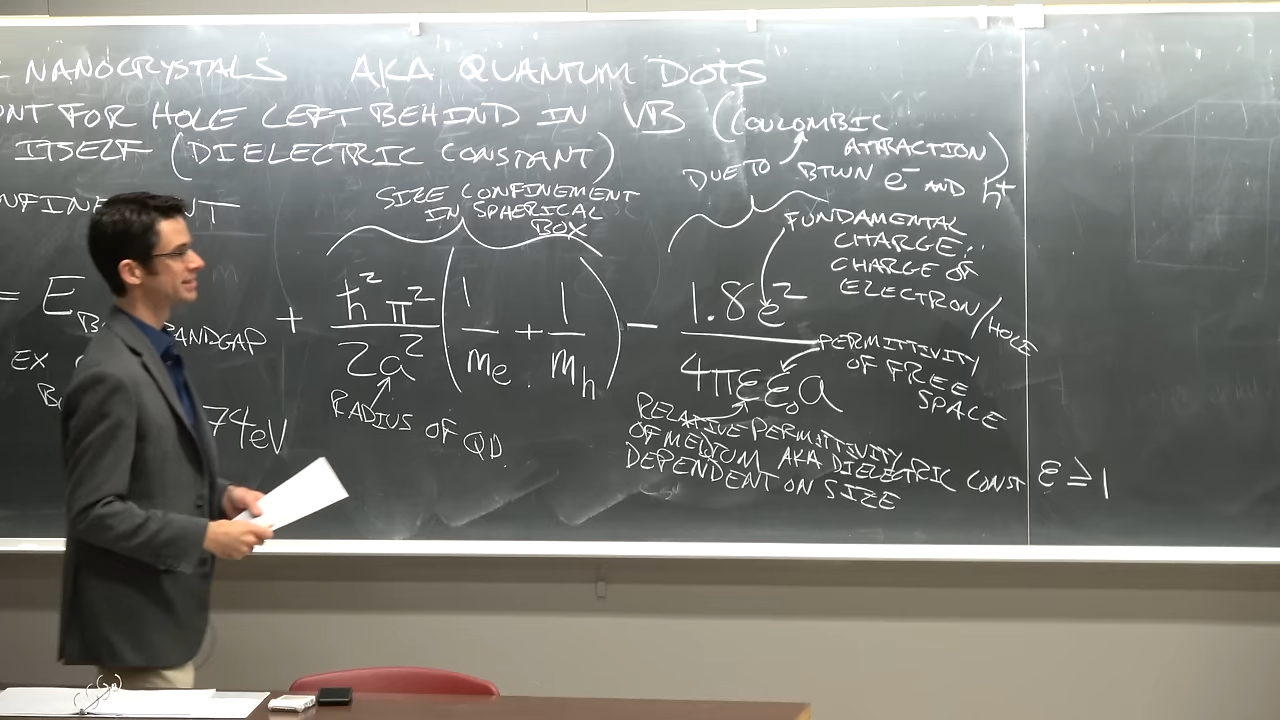 NANOCRYSTALS AKA QUANTUM DOTS
FOR HOLE LEFT BEHIND IN VB (COULOMBIC
ATTRACTION)
ITSELF (DIELECTRIC CONSTANT)
DUE TO BTWN e⁻ AND h⁺
SIZE CONFINEMENT
IN SPHERICAL
BOX
FUNDAMENTAL
CHARGE:
CHARGE OF
ELECTRON/HOLE
= E BANDGAP + ħ²π²/2a² (1/mₑ + 1/mₕ) − 1.8e²/4πεε₀a
EX
74eV
RADIUS OF QD
PERMITTIVITY
OF FREE
SPACE
RELATIVE PERMITTIVITY
OF MEDIUM AKA DIELECTRIC CONST ε ≥ 1
DEPENDENT ON SIZE